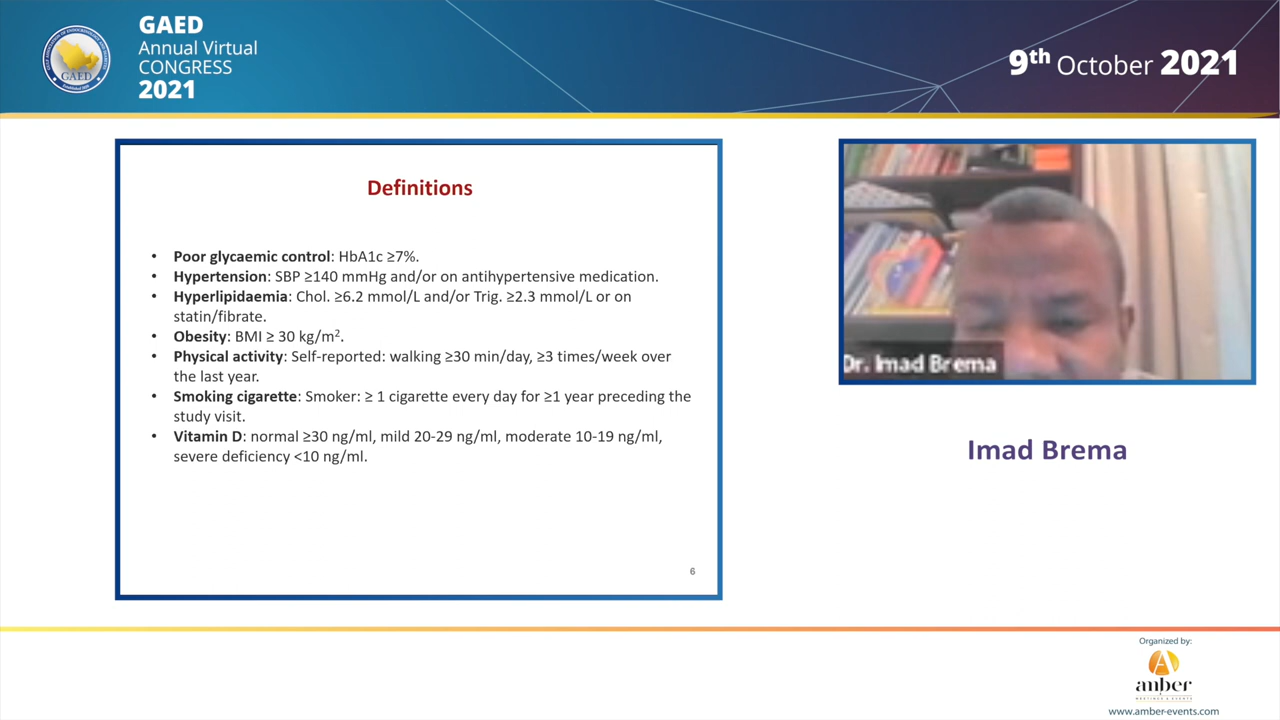 GAED
Annual Virtual
CONGRESS
2021
GAED
9th October 2021
Definitions
• Poor glycaemic control: HbA1c ≥7%.
• Hypertension: SBP ≥140 mmHg and/or on antihypertensive medication.
• Hyperlipidaemia: Chol. ≥6.2 mmol/L and/or Trig. ≥2.3 mmol/L or on
statin/fibrate.
• Obesity: BMI ≥ 30 kg/m².
• Physical activity: Self-reported: walking ≥30 min/day, ≥3 times/week over
the last year.
• Smoking cigarette: Smoker: ≥ 1 cigarette every day for ≥1 year preceding the
study visit.
• Vitamin D: normal ≥30 ng/ml, mild 20-29 ng/ml, moderate 10-19 ng/ml,
severe deficiency <10 ng/ml.
6
Dr. Imad Brema
Imad Brema
Organized by:
anber
MEETINGS & EVENTS
www.amber-events.com